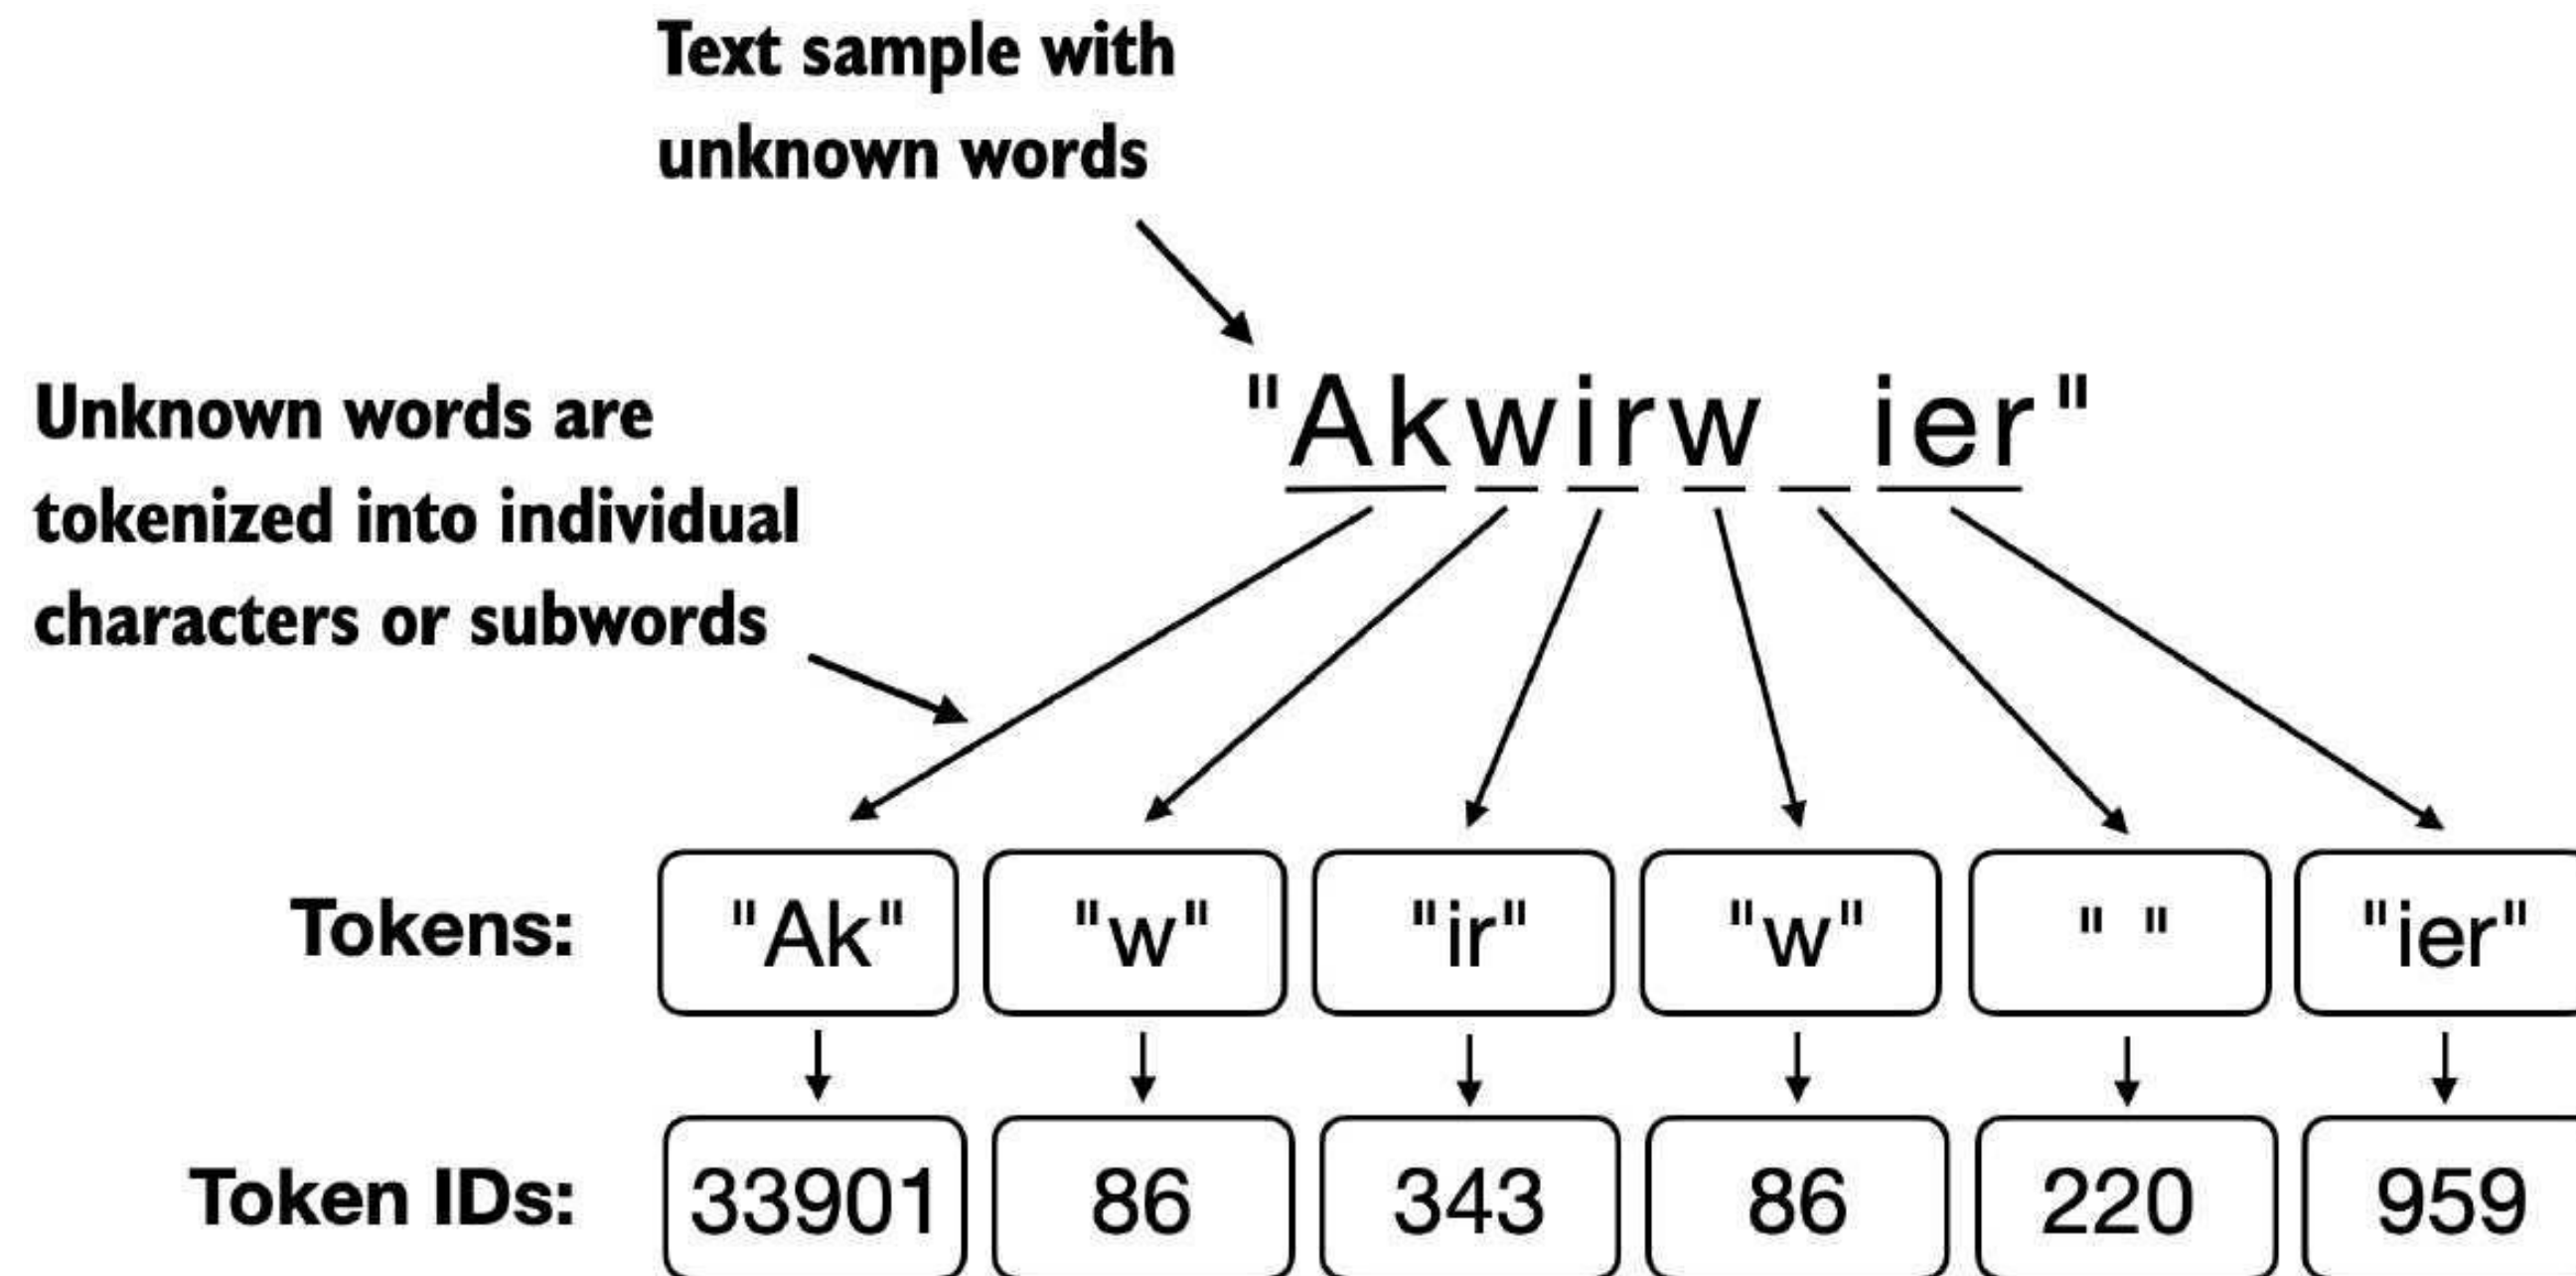 Text sample with
unknown words
"Akwirw ier"
Unknown words are
tokenized into individual
characters or subwords
Tokens: "Ak" "w" "ir" "w" " " "ier"
Token IDs: 33901 86 343 86 220 959